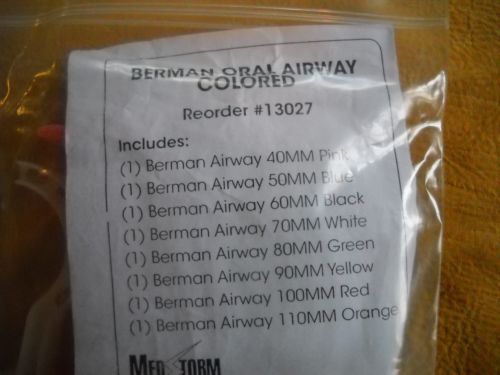 BERMAN ORAL AIRWAY
COLORED
Reorder #13027
Includes:
(1) Berman Airway 40MM Pink
(1) Berman Airway 50MM Blue
(1) Berman Airway 60MM Black
(1) Berman Airway 70MM White
(1) Berman Airway 80MM Green
(1) Berman Airway 90MM Yellow
(1) Berman Airway 100MM Red
(1) Berman Airway 110MM Orange
MED STORM